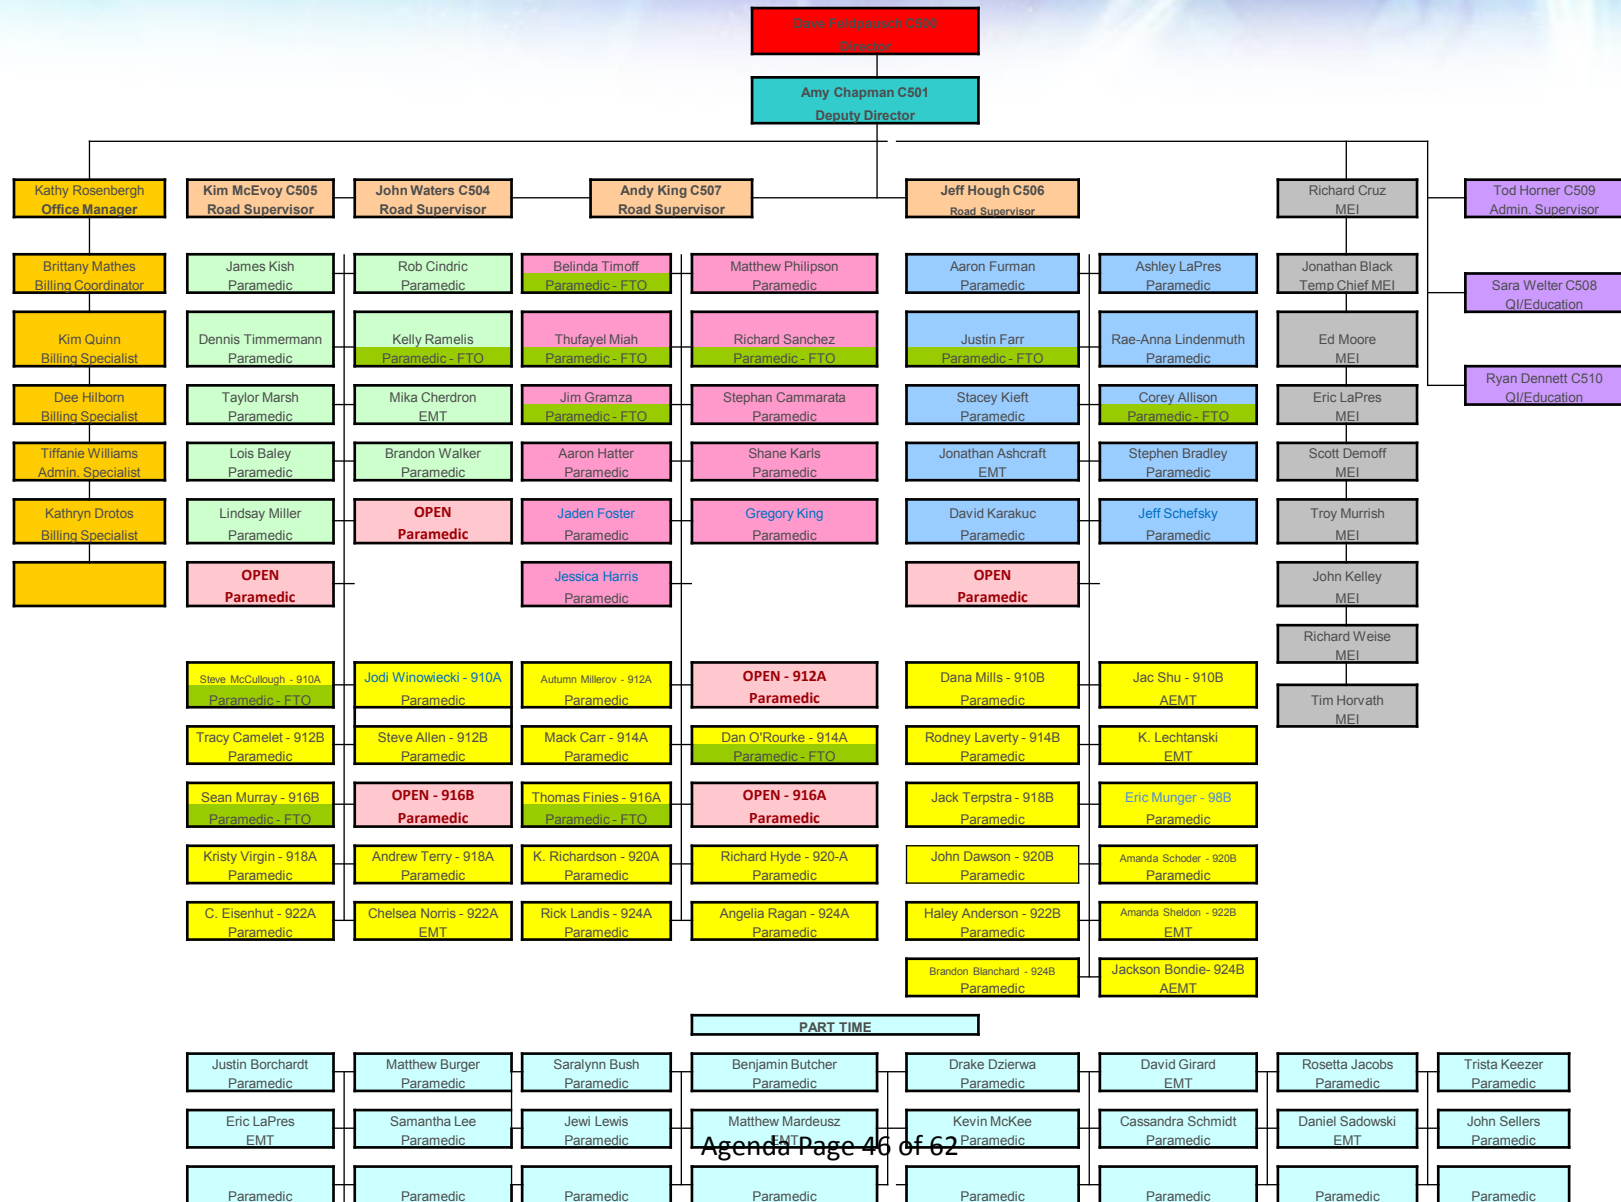 Dave Feldpausch C500
Director
Amy Chapman C501
Deputy Director
Kathy Rosenbergh
Office Manager
Kim McEvoy C505
Road Supervisor
John Waters C504
Road Supervisor
Andy King C507
Road Supervisor
Jeff Hough C506
Road Supervisor
Richard Cruz
MEI
Tod Horner C509
Admin. Supervisor
Brittany Mathes
Billing Coordinator
James Kish
Paramedic
Rob Cindric
Paramedic
Belinda Timoff
Paramedic - FTO
Matthew Philipson
Paramedic
Aaron Furman
Paramedic
Ashley LaPres
Paramedic
Jonathan Black
Temp Chief MEI
Sara Welter C508
QI/Education
Kim Quinn
Billing Specialist
Dennis Timmermann
Paramedic
Kelly Ramelis
Paramedic - FTO
Thufayel Miah
Paramedic - FTO
Richard Sanchez
Paramedic - FTO
Justin Farr
Paramedic - FTO
Rae-Anna Lindenmuth
Paramedic
Ed Moore
MEI
Ryan Dennett C510
QI/Education
Dee Hilborn
Billing Specialist
Taylor Marsh
Paramedic
Mika Cherdron
EMT
Jim Gramza
Paramedic - FTO
Stephan Cammarata
Paramedic
Stacey Kieft
Paramedic
Corey Allison
Paramedic - FTO
Eric LaPres
MEI
Tiffanie Williams
Admin. Specialist
Lois Baley
Paramedic
Brandon Walker
Paramedic
Aaron Hatter
Paramedic
Shane Karls
Paramedic
Jonathan Ashcraft
EMT
Stephen Bradley
Paramedic
Scott Demoff
MEI
Kathryn Drotos
Billing Specialist
Lindsay Miller
Paramedic
OPEN
Paramedic
Jaden Foster
Paramedic
Gregory King
Paramedic
David Karakuc
Paramedic
Jeff Schefsky
Paramedic
Troy Murrish
MEI
OPEN
Paramedic
Jessica Harris
Paramedic
OPEN
Paramedic
John Kelley
MEI
Richard Weise
MEI
Steve McCullough - 910A
Paramedic - FTO
Jodi Winowiecki - 910A
Paramedic
Autumn Millerov - 912A
Paramedic
OPEN - 912A
Paramedic
Dana Mills - 910B
Paramedic
Jac Shu - 910B
AEMT
Tim Horvath
MEI
Tracy Camelet - 912B
Paramedic
Steve Allen - 912B
Paramedic
Mack Carr - 914A
Paramedic
Dan O'Rourke - 914A
Paramedic - FTO
Rodney Laverty - 914B
Paramedic
K. Lechtanski
EMT
Sean Murray - 916B
Paramedic - FTO
OPEN - 916B
Paramedic
Thomas Finies - 916A
Paramedic - FTO
OPEN - 916A
Paramedic
Jack Terpstra - 918B
Paramedic
Eric Munger - 98B
Paramedic
Kristy Virgin - 918A
Paramedic
Andrew Terry - 918A
Paramedic
K. Richardson - 920A
Paramedic
Richard Hyde - 920-A
Paramedic
John Dawson - 920B
Paramedic
Amanda Schoder - 920B
Paramedic
C. Eisenhut - 922A
Paramedic
Chelsea Norris - 922A
EMT
Rick Landis - 924A
Paramedic
Angelia Ragan - 924A
Paramedic
Haley Anderson - 922B
Paramedic
Amanda Sheldon - 922B
EMT
Brandon Blanchard - 924B
Paramedic
Jackson Bondie- 924B
AEMT
PART TIME
Justin Borchardt
Paramedic
Matthew Burger
Paramedic
Saralynn Bush
Paramedic
Benjamin Butcher
Paramedic
Drake Dzierwa
Paramedic
David Girard
EMT
Rosetta Jacobs
Paramedic
Trista Keezer
Paramedic
Eric LaPres
EMT
Samantha Lee
Paramedic
Jewi Lewis
Paramedic
Matthew Mardeusz
EMT
Kevin McKee
Paramedic
Cassandra Schmidt
Paramedic
Daniel Sadowski
EMT
John Sellers
Paramedic
Agenda Page 46 of 62
Paramedic
Paramedic
Paramedic
Paramedic
Paramedic
Paramedic
Paramedic
Paramedic